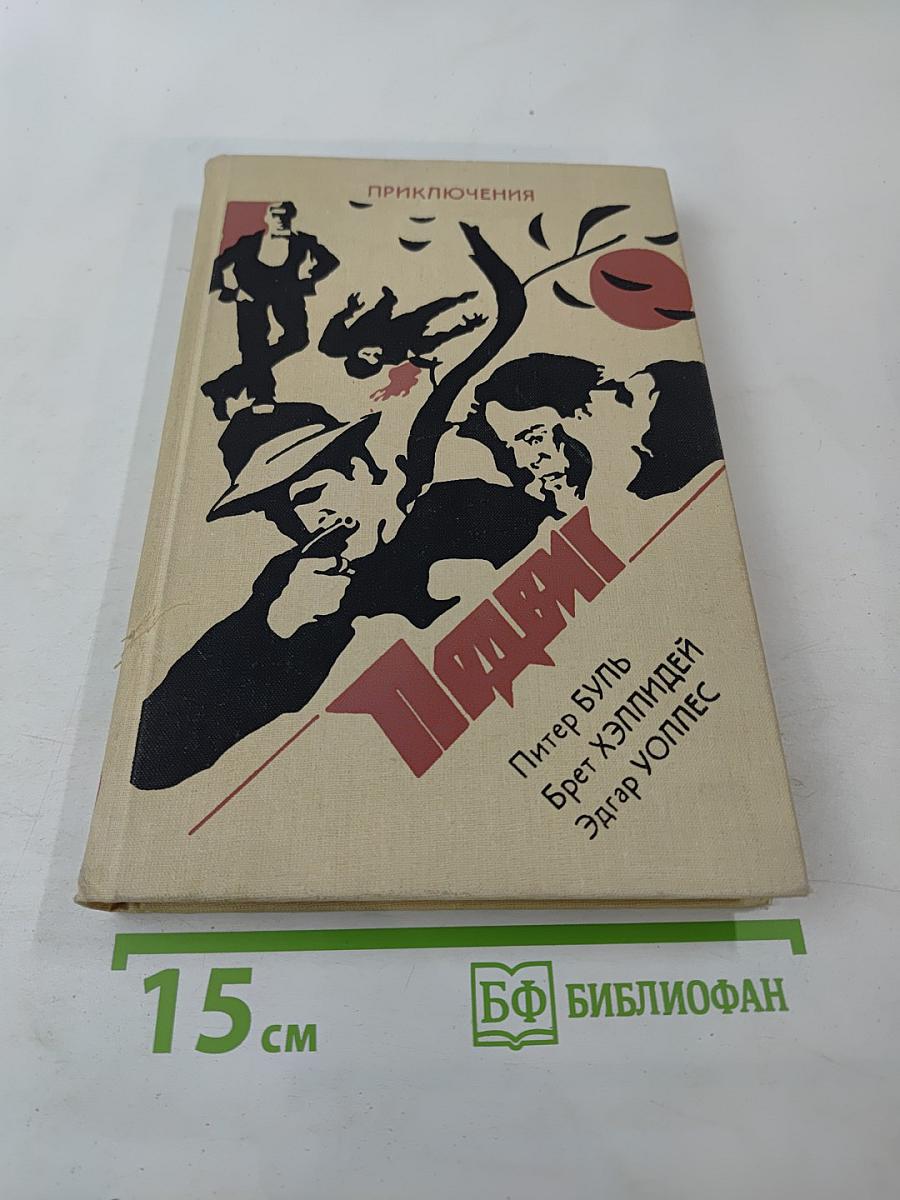 ПРИКЛЮЧЕНИЯ
Подвиг
Питер БУЛЬ
Брет ХЭЛЛИДЕЙ
Эдгар УОЛЛЕС
15 см
БФ БИБЛИОФАН